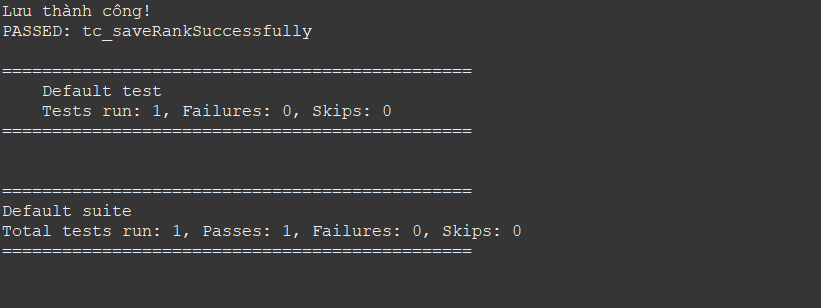 Lưu thành công!
PASSED: tc_saveRankSuccessfully
===============================================
Default test
Tests run: 1, Failures: 0, Skips: 0
===============================================
===============================================
Default suite
Total tests run: 1, Passes: 1, Failures: 0, Skips: 0
===============================================